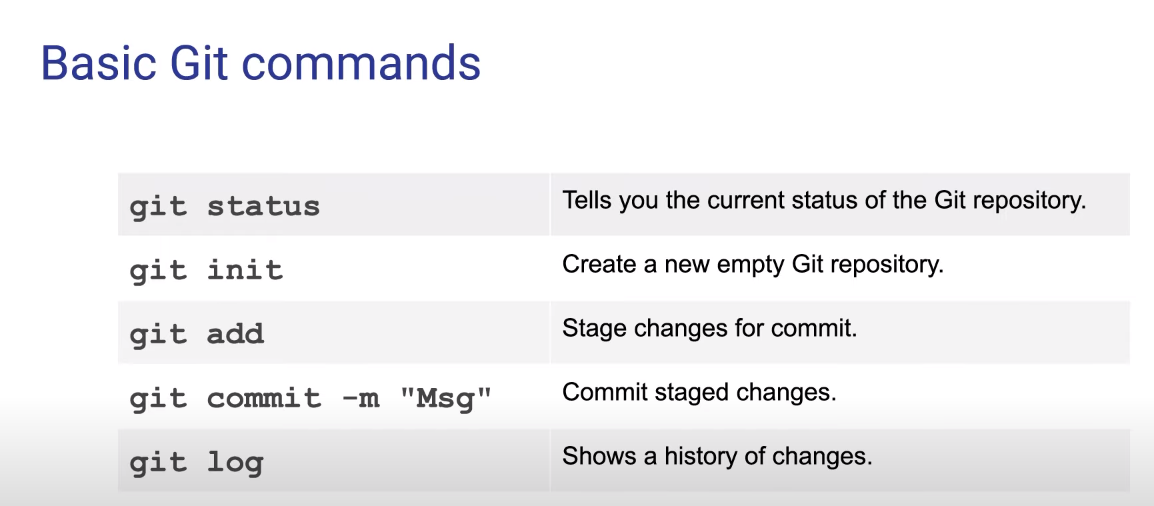 Basic Git commands
git status
Tells you the current status of the Git repository.
git init
Create a new empty Git repository.
git add
Stage changes for commit.
git commit -m "Msg"
Commit staged changes.
git log
Shows a history of changes.